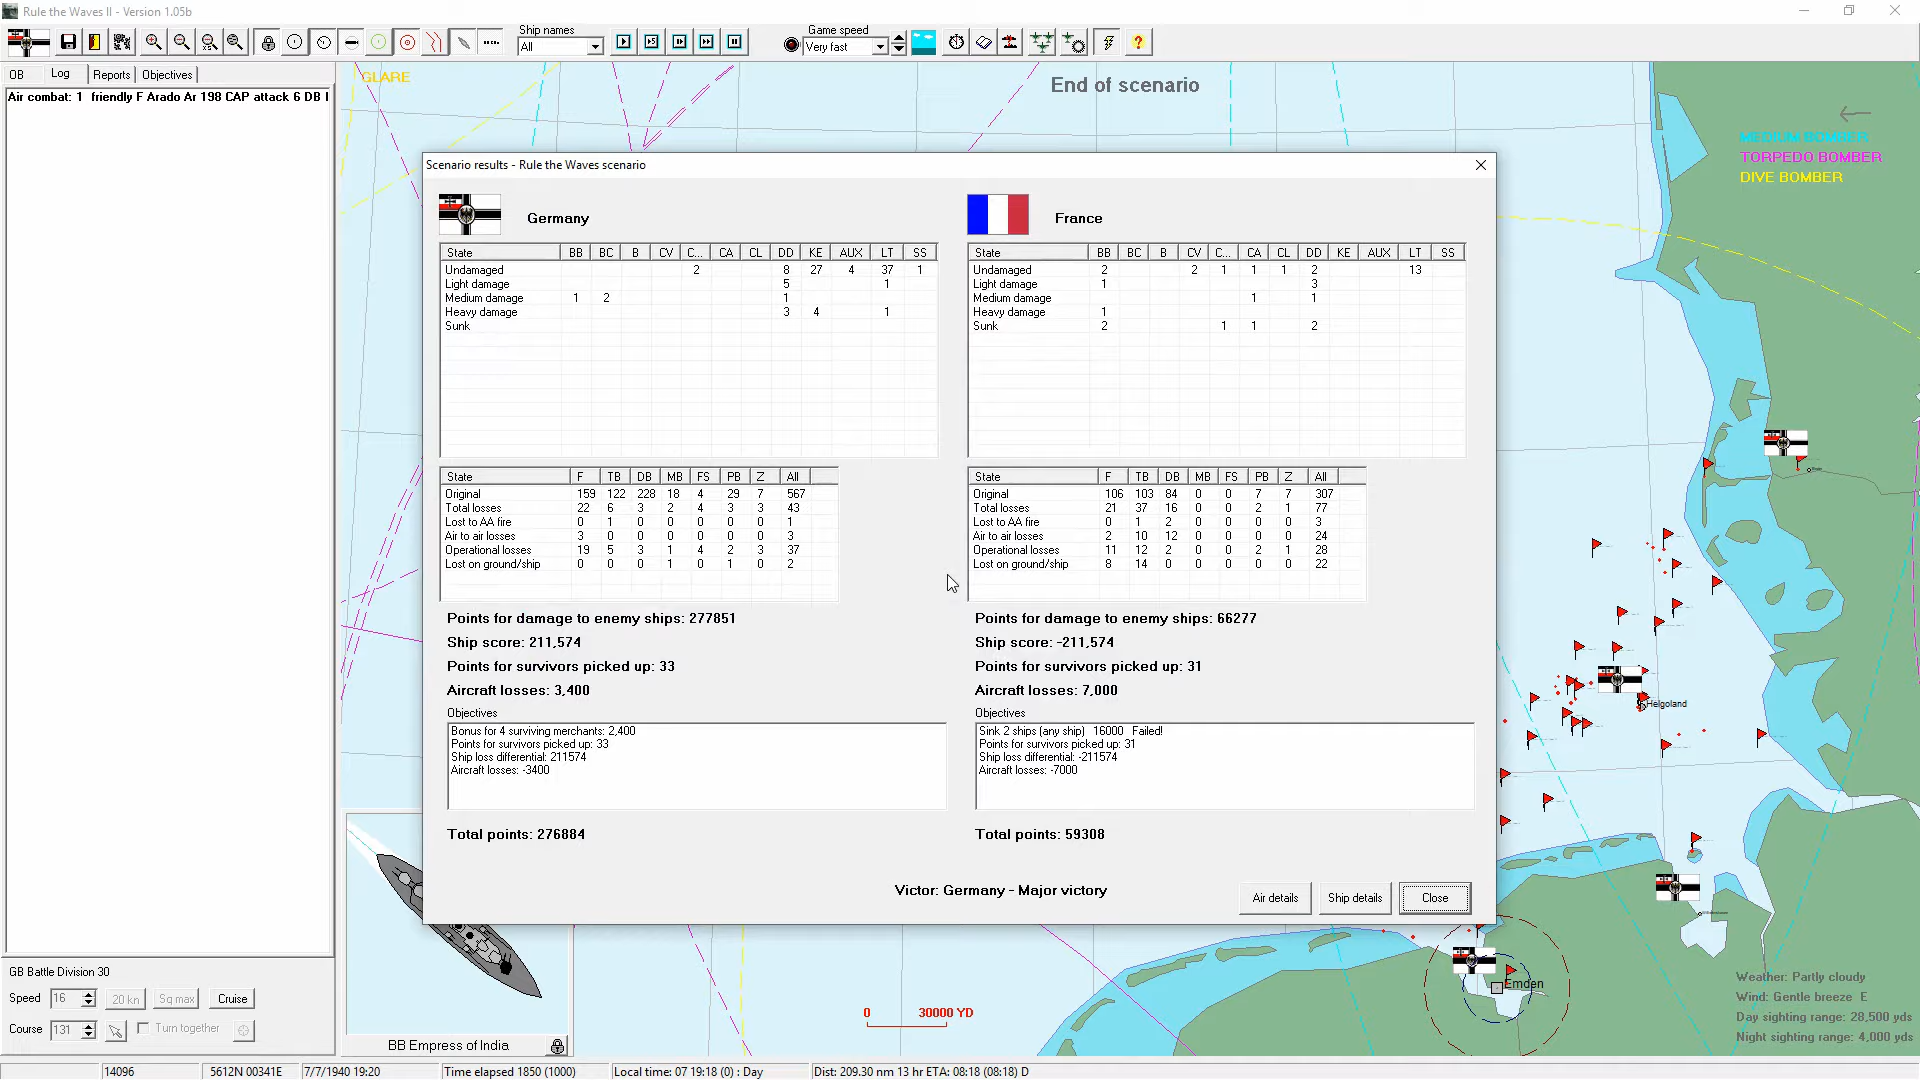 Rule the Waves II - Version 1.05b
Ship names
All
Game speed
Very fast
OB Log Reports Objectives
Air combat: 1 friendly F Arado Ar 198 CAP attack 6 DB
GLARE
End of scenario
MEDIUM BOMBER
TORPEDO BOMBER
DIVE BOMBER
Scenario results - Rule the Waves scenario
Germany
State BB BC B CV C... CA CL DD KE AUX LT SS
Undamaged 2 8 27 4 37 1
Light damage 5 1
Medium damage 1 2 1
Heavy damage 3 4 1
Sunk
State F TB DB MB FS PB Z All
Original 159 122 228 18 4 29 7 567
Total losses 22 6 3 2 4 3 3 43
Lost to AA fire 0 1 0 0 0 0 0 1
Air to air losses 3 0 0 0 0 0 0 3
Operational losses 19 5 3 1 4 2 3 37
Lost on ground/ship 0 0 0 1 0 1 0 2
Points for damage to enemy ships: 277851
Ship score: 211,574
Points for survivors picked up: 33
Aircraft losses: 3,400
Objectives
Bonus for 4 surviving merchants: 2,400
Points for survivors picked up: 33
Ship loss differential: 211574
Aircraft losses: -3400
Total points: 276884
France
State BB BC B CV C... CA CL DD KE AUX LT SS
Undamaged 2 2 1 1 1 2 13
Light damage 1 3
Medium damage 1 1
Heavy damage 1
Sunk 2 1 1 2
State F TB DB MB FS PB Z All
Original 106 103 84 0 0 7 7 307
Total losses 21 37 16 0 0 2 1 77
Lost to AA fire 0 1 2 0 0 0 0 3
Air to air losses 2 10 12 0 0 0 0 24
Operational losses 11 12 2 0 0 2 1 28
Lost on ground/ship 8 14 0 0 0 0 0 22
Points for damage to enemy ships: 66277
Ship score: -211,574
Points for survivors picked up: 31
Aircraft losses: 7,000
Objectives
Sink 2 ships (any ship) 16000 Failed!
Points for survivors picked up: 31
Ship loss differential: -211574
Aircraft losses: -7000
Total points: 59308
Victor: Germany - Major victory
Air details Ship details Close
Helgoland
Emden
GB Battle Division 30
Speed 16 20 kn Sq max Cruise
Course 131 Turn together
BB Empress of India
0 30000 YD
Weather: Partly cloudy
Wind: Gentle breeze E
Day sighting range: 28,500 yds
Night sighting range: 4,000 yds
14096 5612N 00341E 7/7/1940 19:20 Time elapsed 1850 (1000) Local time: 07 19:18 (0) : Day Dist: 209.30 nm 13 hr ETA: 08:18 (08:18) D